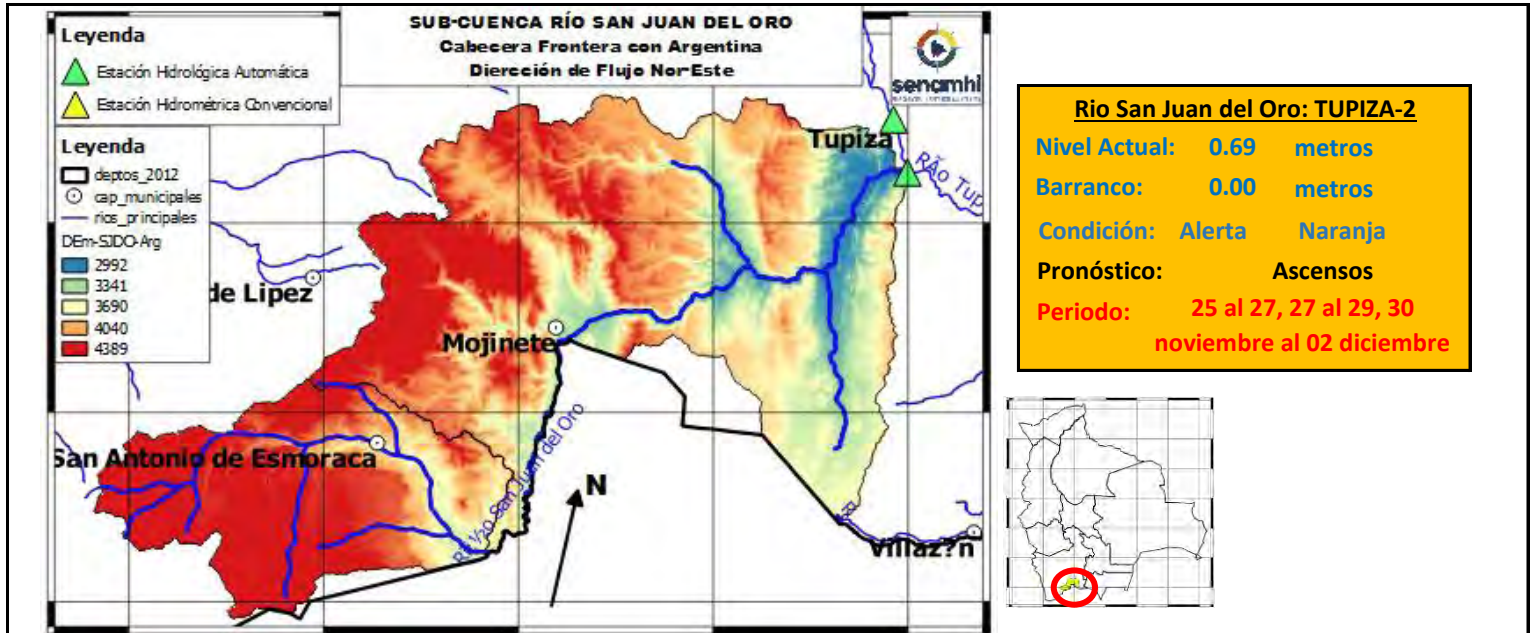 SUB-CUENCA RÍO SAN JUAN DEL ORO
Cabecera Frontera con Argentina
Diercción de Flujo Nor-Este
Leyenda
Estación Hidrológica Automática
Estación Hidrométrica Convencional
Leyenda
deptos_2012
cap_municipales
rios_principales
DEm-SJDO-Arg
2992
3341
3690
4040
4389
senamhi
Tupiza
RÃo Tup
de Lipez
Mojinete
San Antonio de Esmoraca
San Juan del Oro
N
Villaz?n
Rio San Juan del Oro: TUPIZA-2
Nivel Actual: 0.69 metros
Barranco: 0.00 metros
Condición: Alerta Naranja
Pronóstico: Ascensos
Periodo: 25 al 27, 27 al 29, 30
noviembre al 02 diciembre